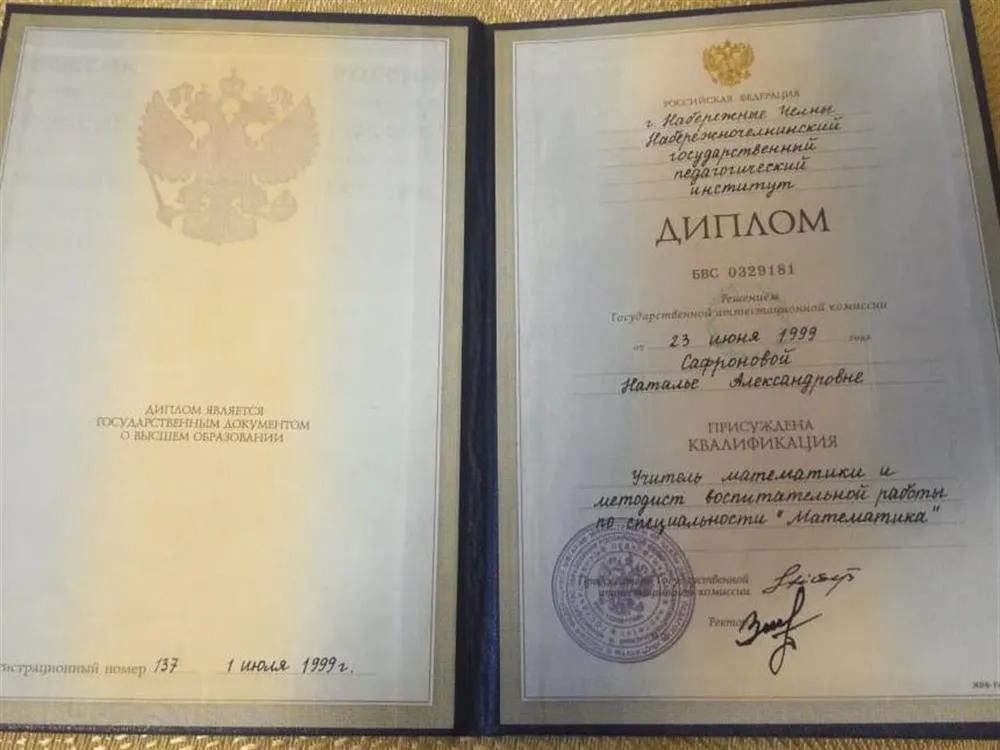 ДИПЛОМ ЯВЛЯЕТСЯ
ГОСУДАРСТВЕННЫМ ДОКУМЕНТОМ
О ВЫСШЕМ ОБРАЗОВАНИИ
гистрационный номер 137 1 июля 1999г.
РОССИЙСКАЯ ФЕДЕРАЦИЯ
г. Набережные Челны
Набережночелнинский
государственный
педагогический
институт
ДИПЛОМ
БВС 0329181
Решением
Государственной аттестационной комиссии
от 23 июня 1999 года
Сафроновой
Наталье Александровне
ПРИСУЖДЕНА
КВАЛИФИКАЦИЯ
Учитель математики и
методист воспитательной работы
по специальности "Математика"
Председатель Государственной
аттестационной комиссии
Ректор